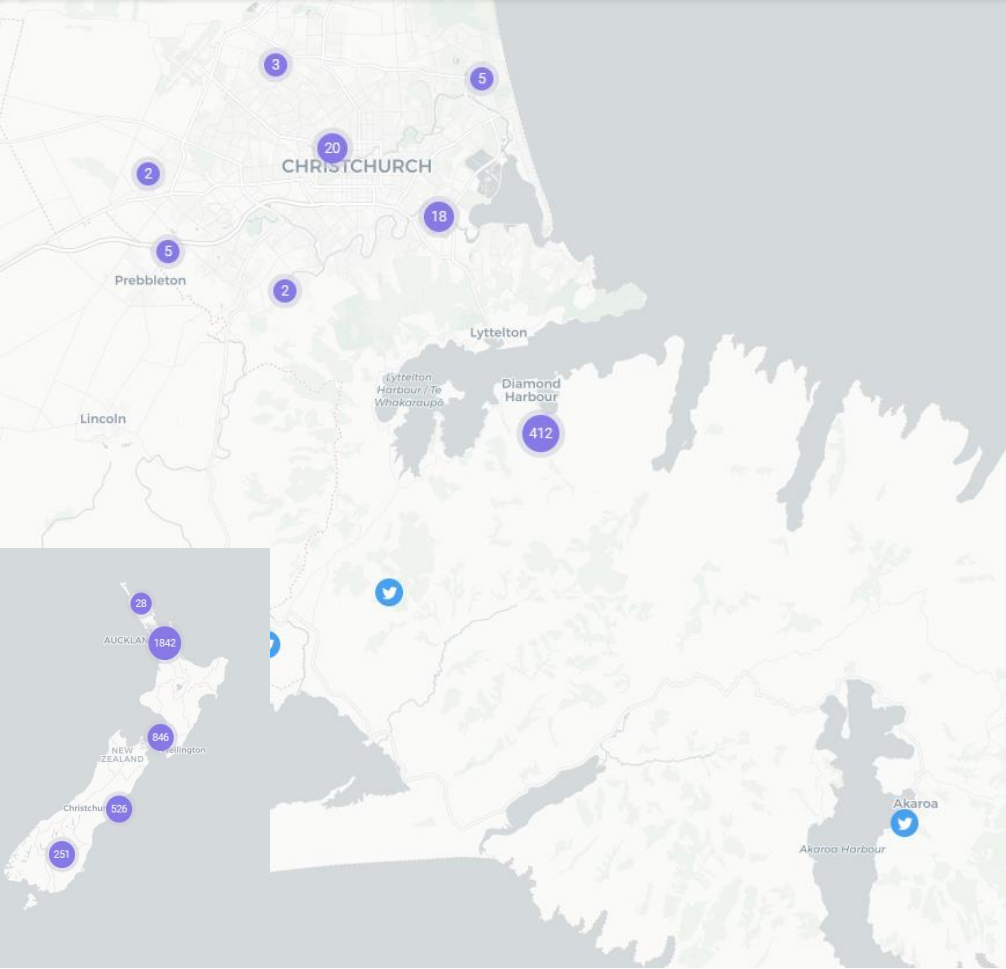 3
5
20
CHRISTCHURCH
2
18
5
Prebbleton
2
Lyttelton
Lyttelton
Harbour / Te
Whakaraupō
Diamond
Harbour
Lincoln
412
28
AUCKLAN
1842
846
ellington
NEW
ZEALAND
Christchu
526
251
Akaroa
Akaroa Harbour